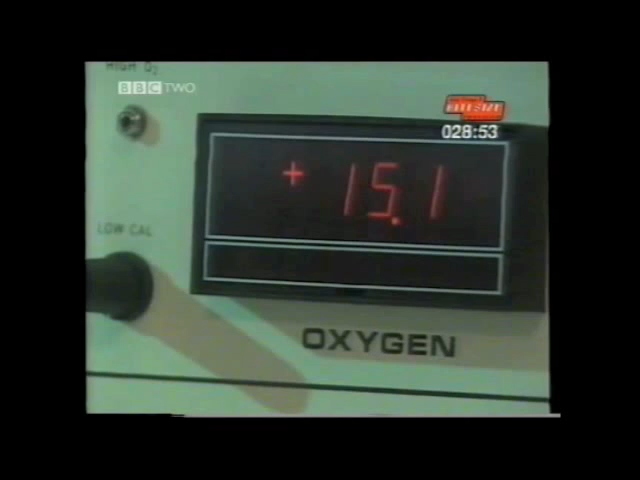 HIGH O₂
BBC TWO
028:53
+ 15.1
LOW CAL
OXYGEN